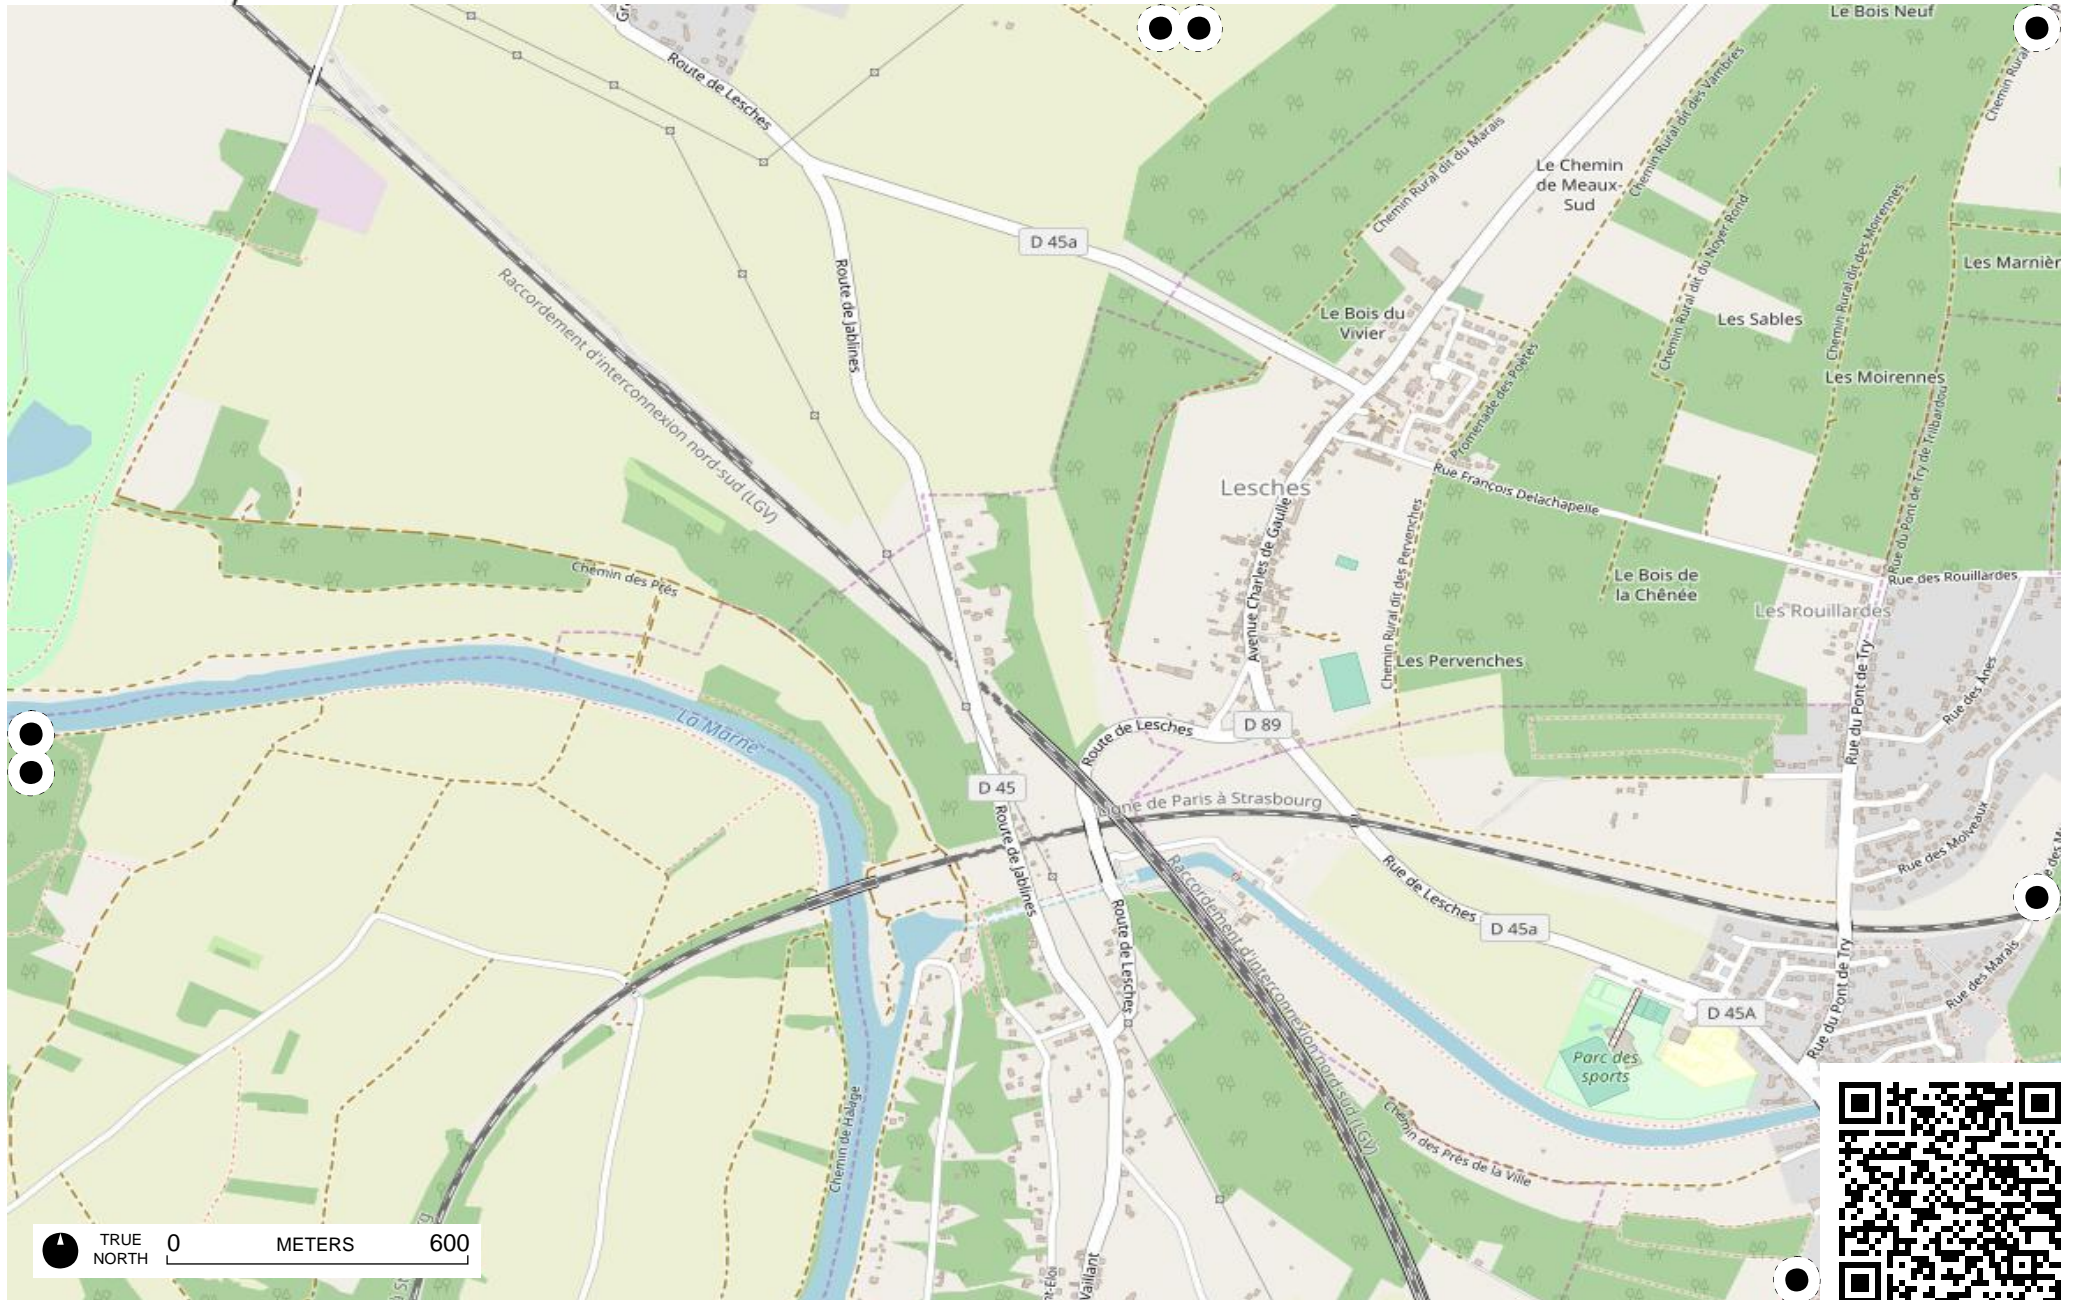 Le Bois Neuf
Route de Lesches
Chemin Rural dit des Vambres
Chemin Rura
Chemin Rural dit du Marais
Le Chemin
de Meaux-
Sud
D 45a
Chemin Rural dit du Noyer Rond
Chemin Rural dit des Moirennes
Les Marnièr
Route de Jablines
Raccordement d'interconnexion nord-sud (LGV)
Le Bois du
Vivier
Les Sables
Les Moirennes
Promenade des Poètes
Rue du Pont de Try de Trilbardou
Lesches
Rue François Delachapelle
Avenue Charles de Gaulle
Chemin Rural dit des Pervenches
Chemin des Près
Le Bois de
la Chênée
Rue des Rouillardes
Les Rouillardes
Les Pervenches
Rue du Pont de Try
Rue des Ânes
La Marne
Route de Lesches
D 89
D 45
Ligne de Paris à Strasbourg
Route de Jablines
Rue des Molveaux
Rue de Lesches
Raccordement d'interconnexion nord-sud (LGV)
Route de Lesches
D 45a
Rue du Pont de Try
Rue des Marais
D 45A
Parc des
sports
Chemin de Halage
Chemin des Près de la Ville
Vaillant
TRUE
NORTH
0 METERS 600